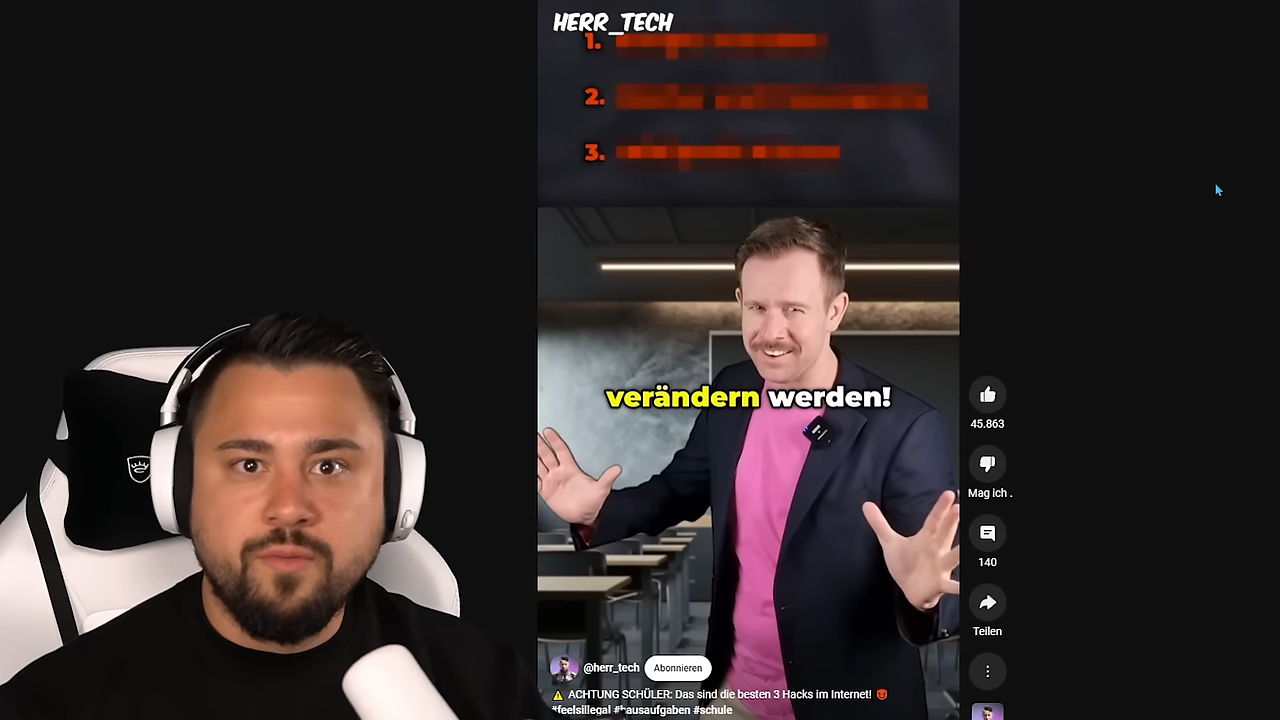 HERR_TECH
1.
2.
3.
verändern werden!
45.863
Mag ich .
140
Teilen
@herr_tech
Abonnieren
⚠ ACHTUNG SCHÜLER: Das sind die besten 3 Hacks im Internet! 👹
#feelsillegal #hausaufgaben #schule